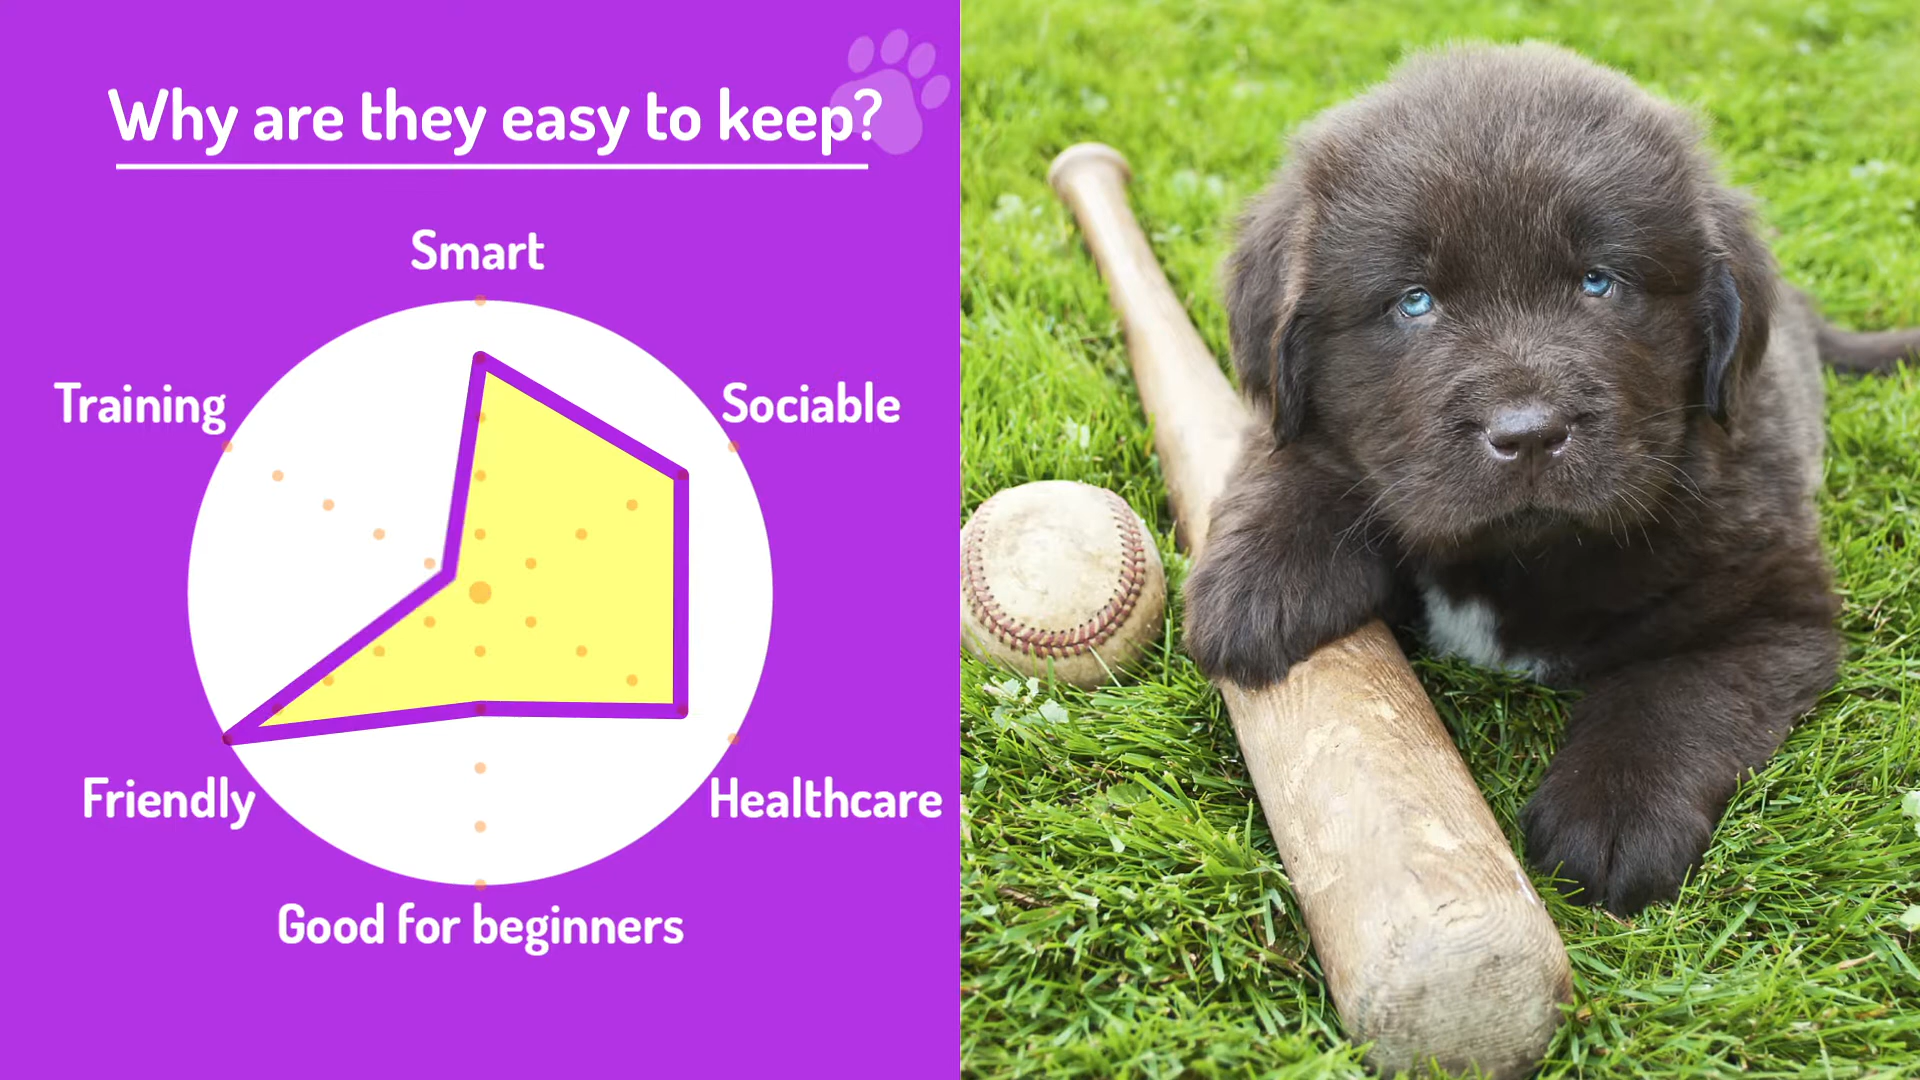 Why are they easy to keep?
Smart
Training
Sociable
Friendly
Healthcare
Good for beginners